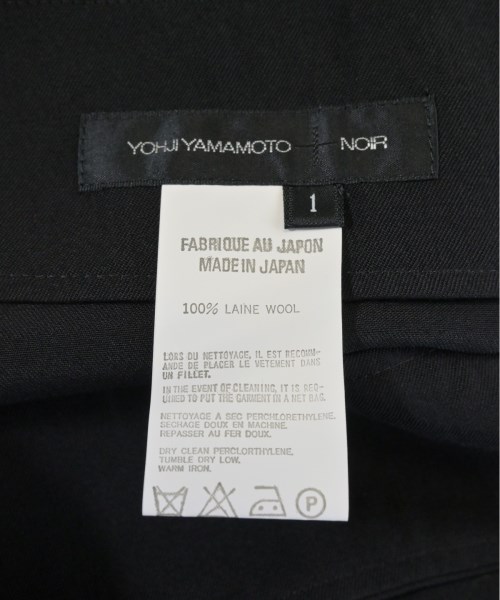 YOHJI YAMAMOTO NOIR
1
FABRIQUE AU JAPON
MADE IN JAPAN
100% LAINE WOOL
LORS DU NETTOYAGE, IL EST RECOMM-
ANDE DE PLACER LE VETEMENT DANS
UN FILLET.
IN THE EVENT OF CLEANING, IT IS REQ-
UIRED TO PUT THE GARMENT IN A NET BAG.
NETTOYAGE A SEC PERCHLORETHYLENE.
SECHAGE DOUX EN MACHINE.
REPASSER AU FER DOUX.
DRY CLEAN PERCLORTHYLENE.
TUMBLE DRY LOW.
WARM IRON.
P